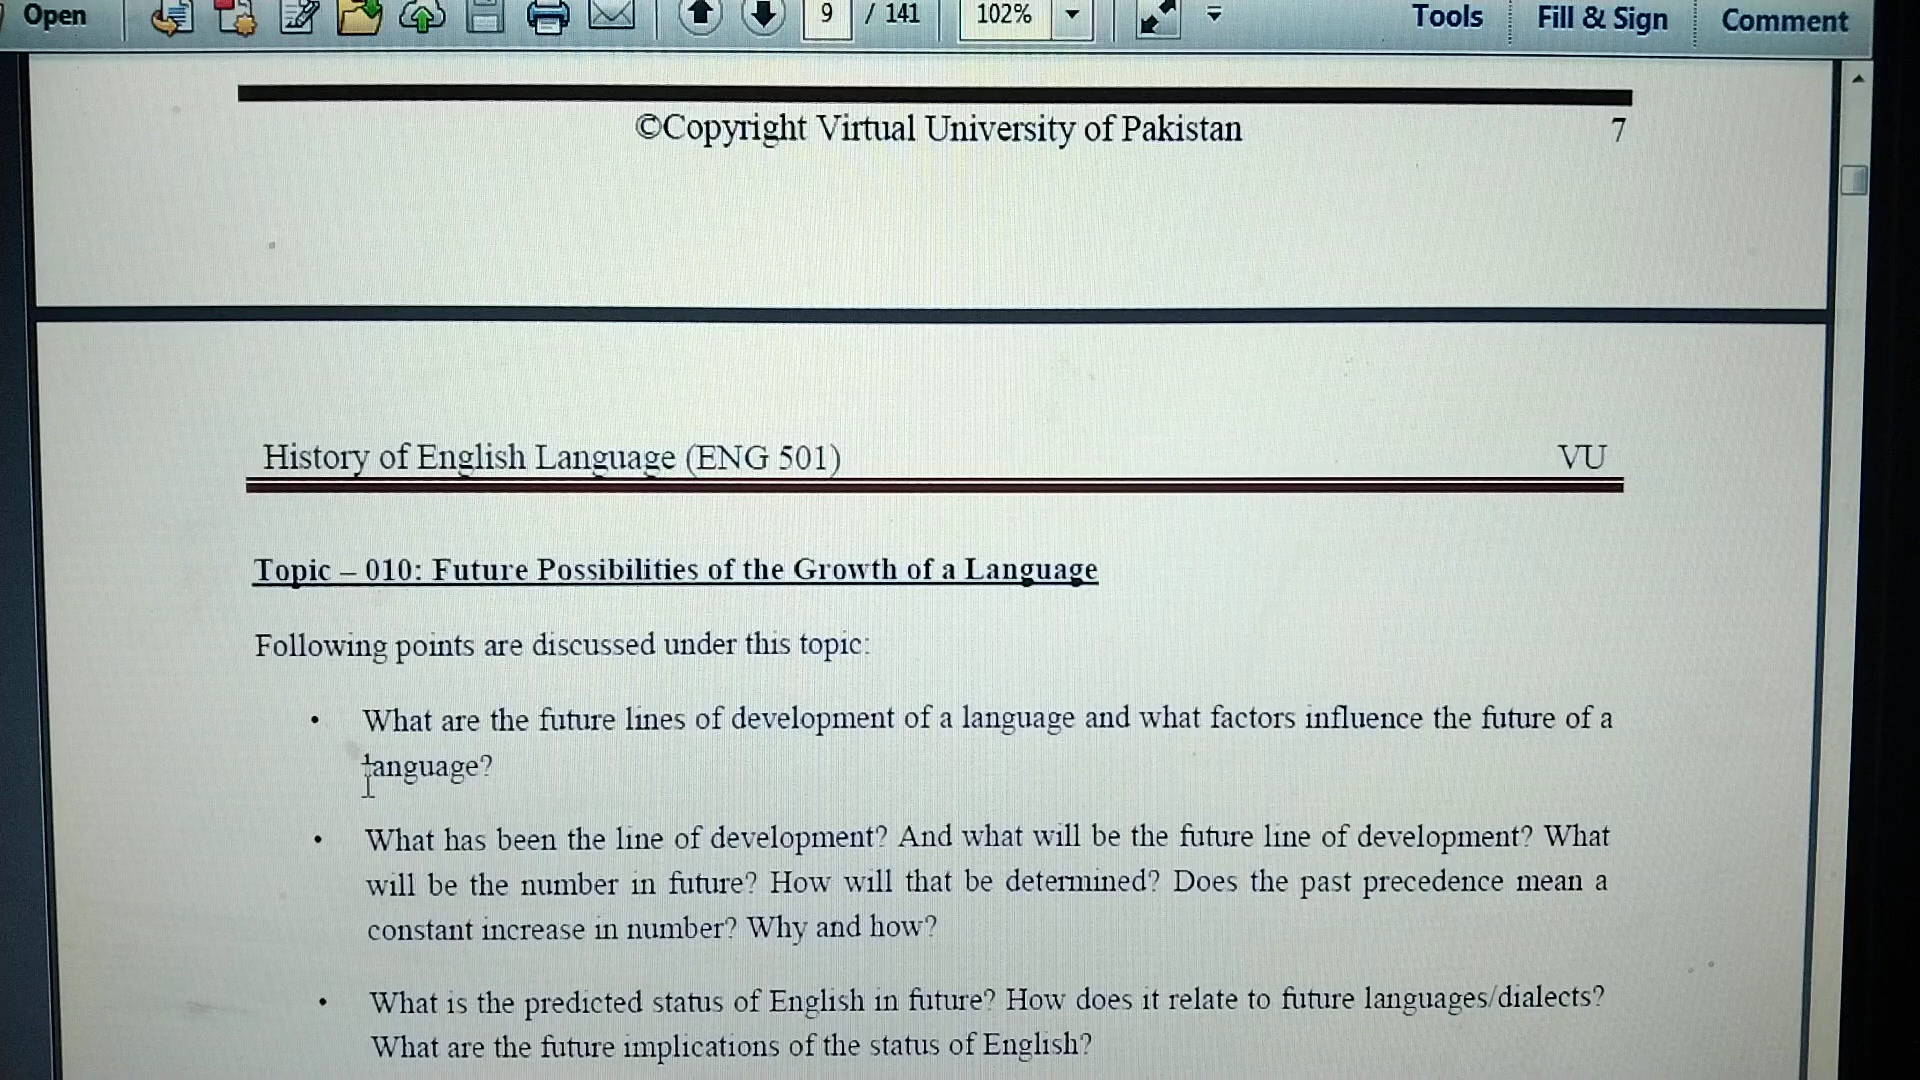 Open
9 / 141
102%
Tools
Fill & Sign
Comment
©Copyright Virtual University of Pakistan 7
History of English Language (ENG 501) VU
Topic – 010: Future Possibilities of the Growth of a Language
Following points are discussed under this topic:
• What are the future lines of development of a language and what factors influence the future of a
language?
• What has been the line of development? And what will be the future line of development? What
will be the number in future? How will that be determined? Does the past precedence mean a
constant increase in number? Why and how?
• What is the predicted status of English in future? How does it relate to future languages/dialects?
What are the future implications of the status of English?